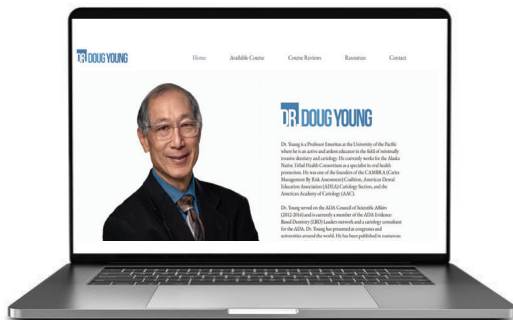 DR DOUG YOUNG
Home Available Course Course Reviews Resources Contact
DR DOUG YOUNG
Dr. Young is a Professor Emeritus at the University of the Pacific
where he is an active and ardent educator in the field of minimally
invasive dentistry and cariology. He currently works for the Alaska
Native Tribal Health Consortium as a specialist in oral health
promotion. He was one of the founders of the CAMBRA (Caries
Management By Risk Assessment) Coalition, American Dental
Education Association (ADEA) Cariology Section, and the
American Academy of Cariology (AAC).
Dr. Young served on the ADA Council of Scientific Affairs
(2012-2016) and is currently a member of the ADA Evidence-
Based Dentistry (EBD) Leaders network and a cariology consultant
for the ADA. Dr. Young has presented at congresses and
universities around the world. He has been published in numerous